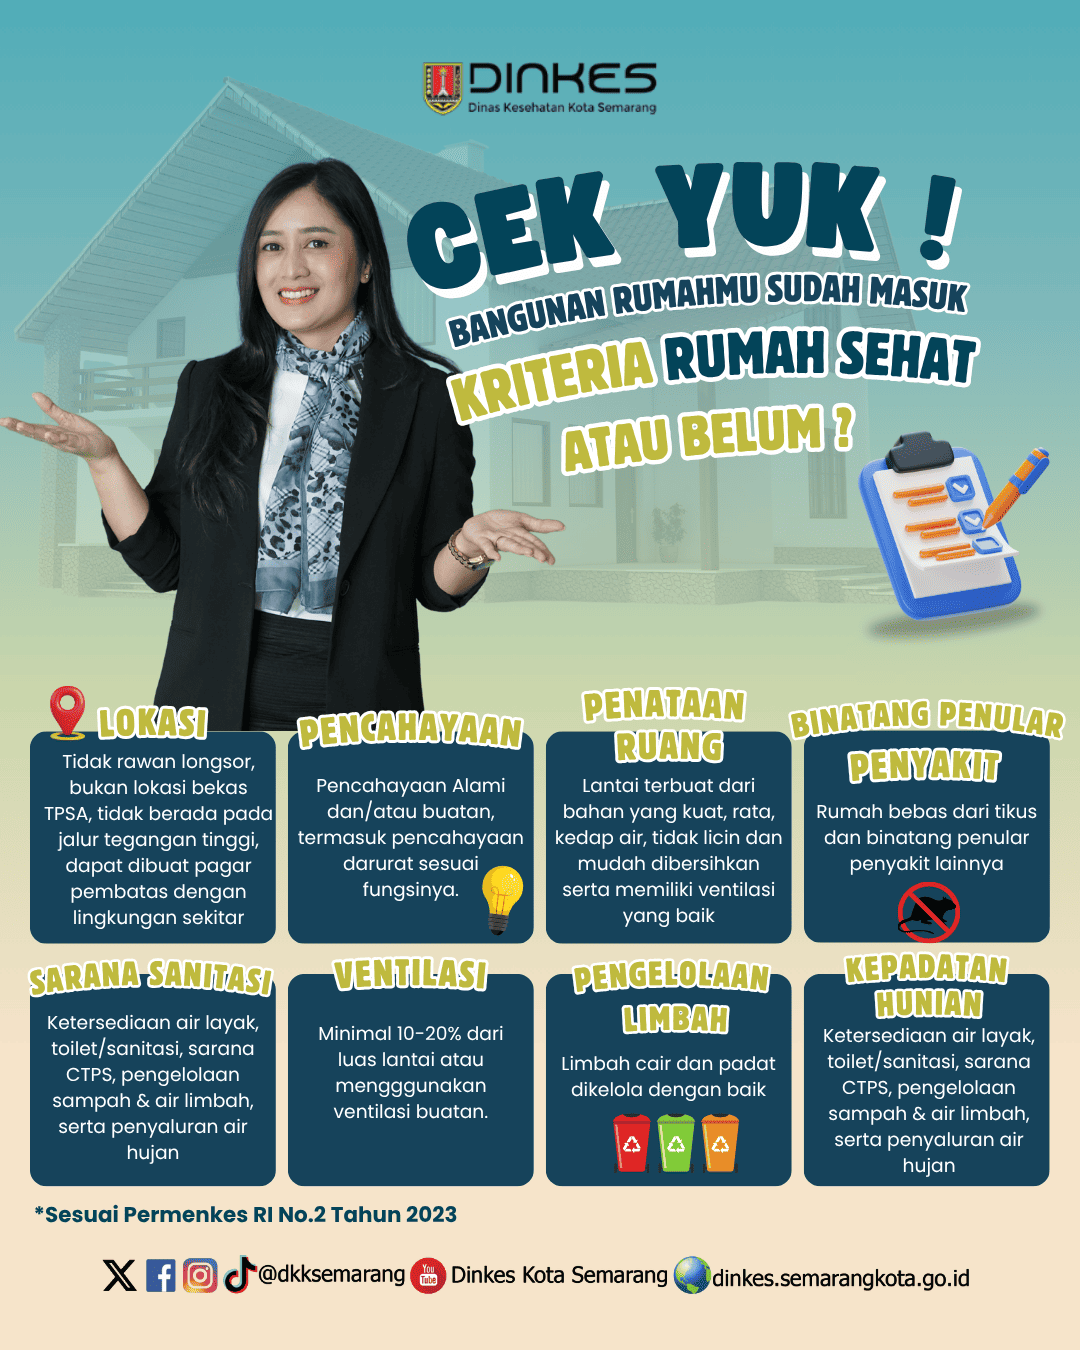 DINKES
Dinas Kesehatan Kota Semarang
CEK YUK !
BANGUNAN RUMAHMU SUDAH MASUK
KRITERIA RUMAH SEHAT
ATAU BELUM ?
LOKASI
Tidak rawan longsor,
bukan lokasi bekas
TPSA, tidak berada pada
jalur tegangan tinggi,
dapat dibuat pagar
pembatas dengan
lingkungan sekitar
PENCAHAYAAN
Pencahayaan Alami
dan/atau buatan,
termasuk pencahayaan
darurat sesuai
fungsinya.
PENATAAN
RUANG
Lantai terbuat dari
bahan yang kuat, rata,
kedap air, tidak licin dan
mudah dibersihkan
serta memiliki ventilasi
yang baik
BINATANG PENULAR
PENYAKIT
Rumah bebas dari tikus
dan binatang penular
penyakit lainnya
SARANA SANITASI
Ketersediaan air layak,
toilet/sanitasi, sarana
CTPS, pengelolaan
sampah & air limbah,
serta penyaluran air
hujan
VENTILASI
Minimal 10-20% dari
luas lantai atau
mengggunakan
ventilasi buatan.
PENGELOLAAN
LIMBAH
Limbah cair dan padat
dikelola dengan baik
KEPADATAN
HUNIAN
Ketersediaan air layak,
toilet/sanitasi, sarana
CTPS, pengelolaan
sampah & air limbah,
serta penyaluran air
hujan
*Sesuai Permenkes RI No.2 Tahun 2023
@dkksemarang You Tube Dinkes Kota Semarang dinkes.semarangkota.go.id